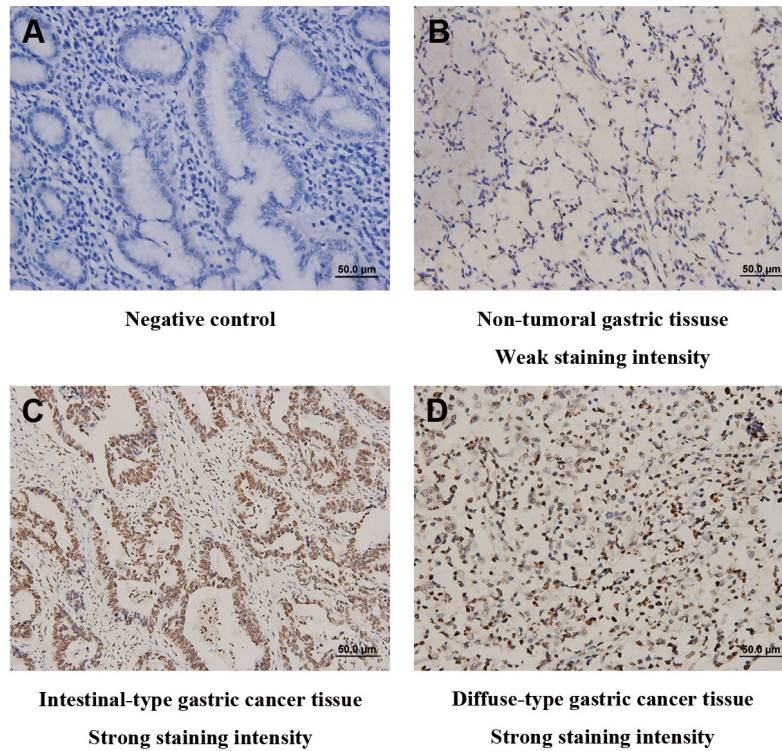 A
50.0 µm
Negative control
B
50.0 µm
Non-tumoral gastric tissuse
Weak staining intensity
C
50.0 µm
Intestinal-type gastric cancer tissue
Strong staining intensity
D
50.0 µm
Diffuse-type gastric cancer tissue
Strong staining intensity